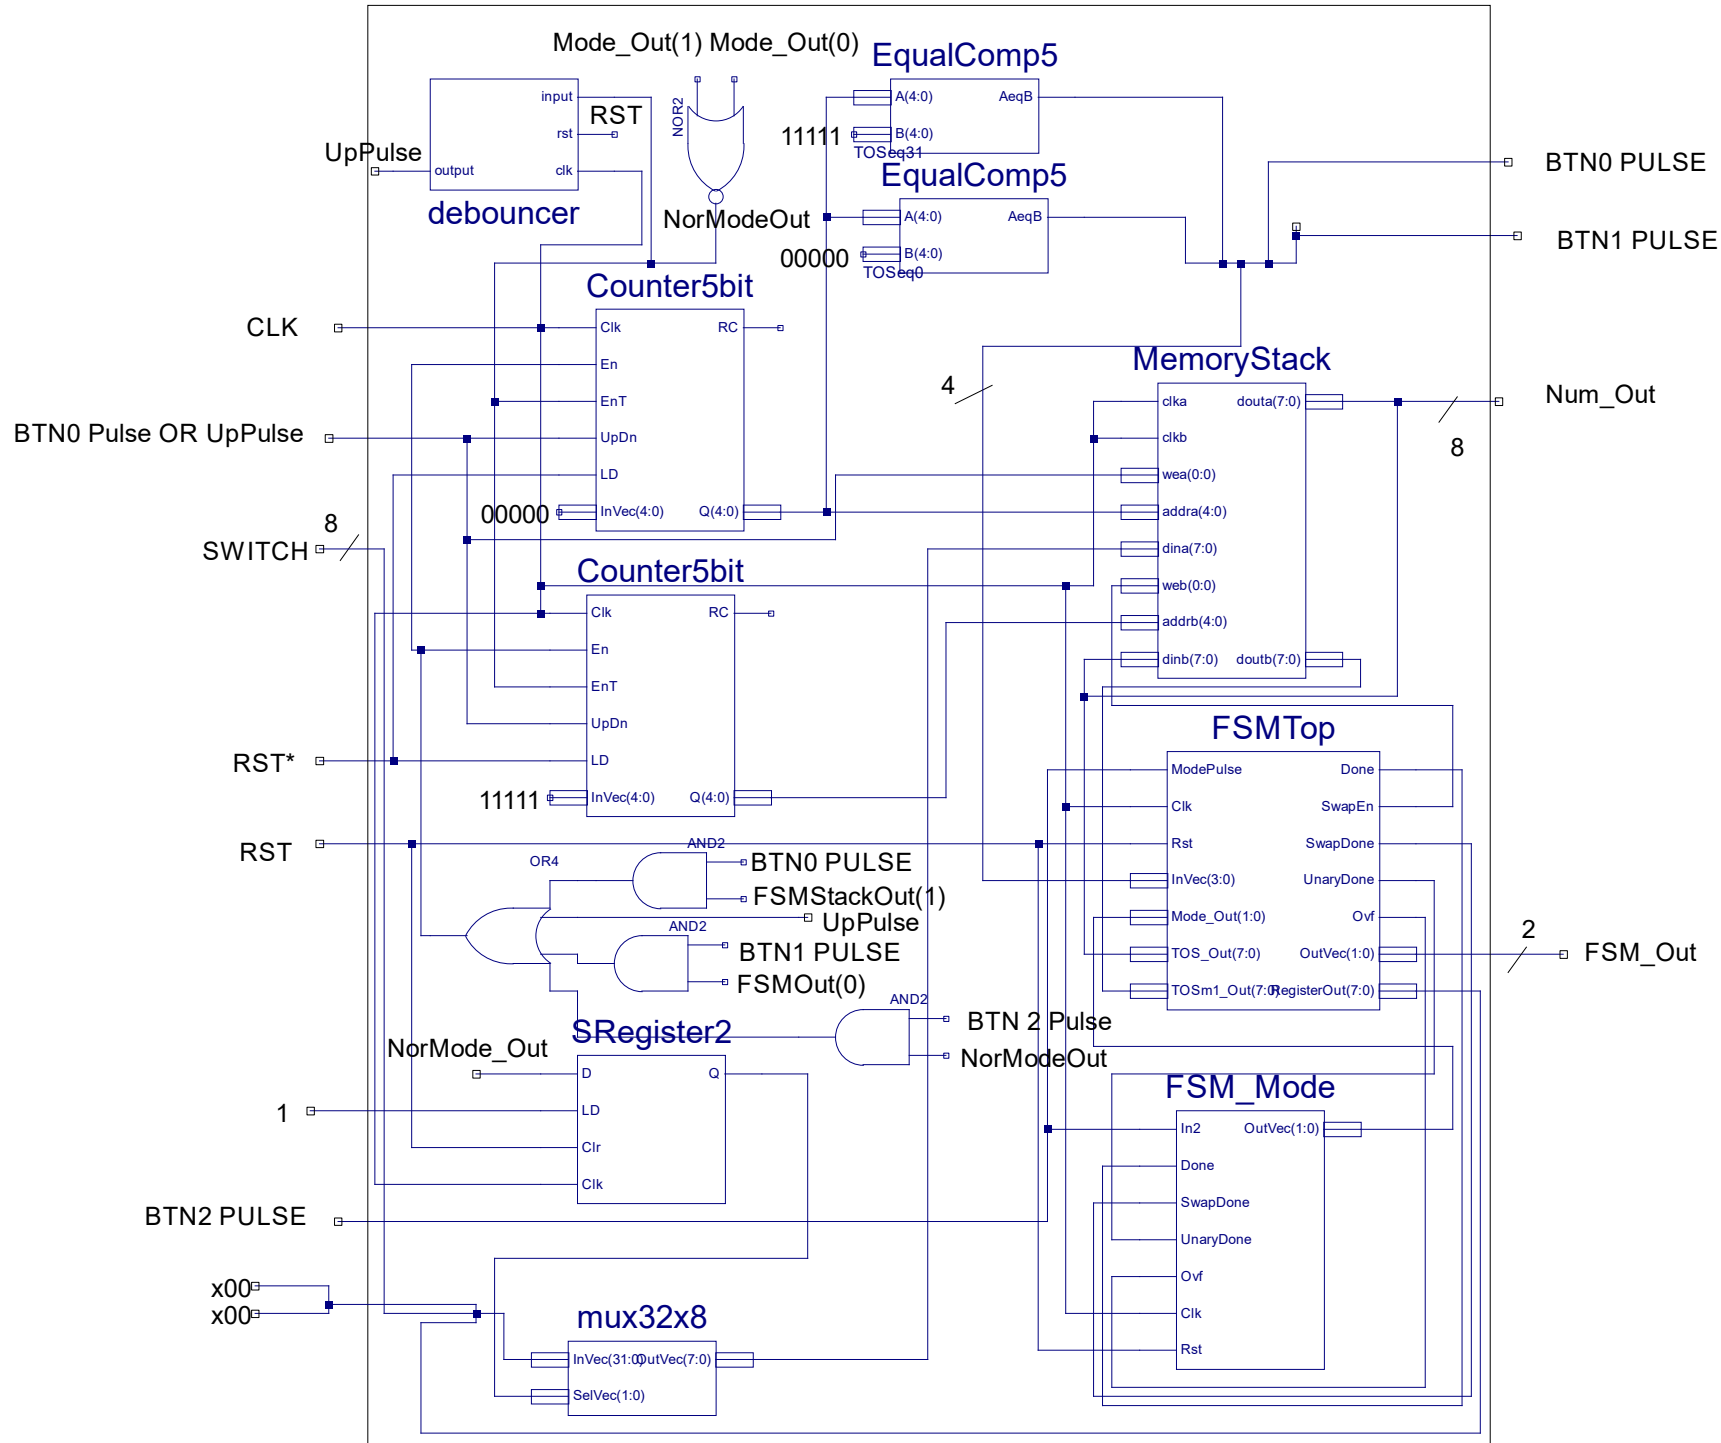 Mode_Out(1) Mode_Out(0)
EqualComp5
input
RST
rst
UpPulse
output
clk
debouncer
NOR2
NorModeOut
A(4:0)
AeqB
11111
B(4:0)
TOSeq31
EqualComp5
A(4:0)
AeqB
00000
B(4:0)
TOSeq0
BTN0 PULSE
BTN1 PULSE
Counter5bit
CLK
Clk
RC
En
EnT
BTN0 Pulse OR UpPulse
UpDn
LD
00000
InVec(4:0)
Q(4:0)
8
SWITCH
4
MemoryStack
clka
douta(7:0)
Num_Out
8
clkb
wea(0:0)
addra(4:0)
dina(7:0)
web(0:0)
addrb(4:0)
dinb(7:0)
doutb(7:0)
Counter5bit
Clk
RC
En
EnT
UpDn
RST*
LD
11111
InVec(4:0)
Q(4:0)
RST
FSMTop
ModePulse
Done
Clk
SwapEn
Rst
SwapDone
InVec(3:0)
UnaryDone
Mode_Out(1:0)
Ovf
TOS_Out(7:0)
OutVec(1:0)
2
FSM_Out
TOSm1_Out(7:0)
RegisterOut(7:0)
OR4
AND2
BTN0 PULSE
FSMStackOut(1)
UpPulse
AND2
BTN1 PULSE
FSMOut(0)
AND2
BTN 2 Pulse
NorModeOut
SRegister2
NorMode_Out
D
Q
1
LD
Clr
Clk
BTN2 PULSE
FSM_Mode
In2
OutVec(1:0)
Done
SwapDone
UnaryDone
Ovf
Clk
Rst
x00
x00
mux32x8
InVec(31:0)
OutVec(7:0)
SelVec(1:0)